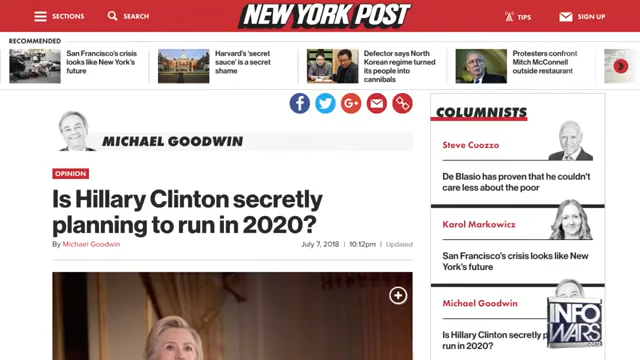 SECTIONS
SEARCH
NEW YORK POST
TIPS
SIGN UP
RECOMMENDED
San Francisco's crisis
looks like New York's
future
Harvard's 'secret
sauce' is a secret
shame
Defector says North
Korean regime turned
its people into
cannibals
Protesters confront
Mitch McConnell
outside restaurant
MICHAEL GOODWIN
OPINION
Is Hillary Clinton secretly
planning to run in 2020?
By Michael Goodwin
July 7, 2018 | 10:12pm | Updated
COLUMNISTS
Steve Cuozzo
De Blasio has proven that he couldn't
care less about the poor
Karol Markowicz
San Francisco's crisis looks like New
York's future
Michael Goodwin
Is Hillary Clinton secretly
run in 2020?
INFO
WARS.COM